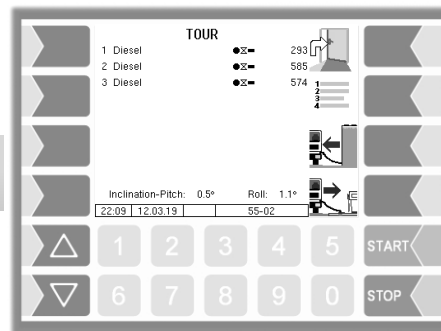 TOUR
1 Diesel 293
2 Diesel 585
3 Diesel 574
1
2
3
4
Inclination-Pitch: 0.5° Roll: 1.1°
22:09 12.03.19 55-02
1 2 3 4 5 START
6 7 8 9 0 STOP